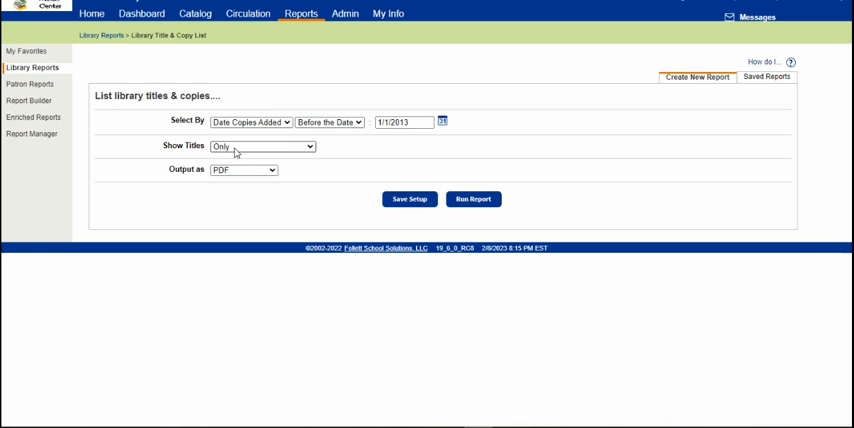 Center
Home Dashboard Catalog Circulation Reports Admin My Info
Messages
Library Reports > Library Title & Copy List
My Favorites
Library Reports
Patron Reports
Report Builder
Enriched Reports
Report Manager
How do I... ?
Create New Report Saved Reports
List library titles & copies....
Select By Date Copies Added Before the Date : 1/1/2013 31
Show Titles Only
Output as PDF
Save Setup Run Report
©2002-2022 Follett School Solutions, LLC 19_6_0_RC8 2/8/2023 8:15 PM EST